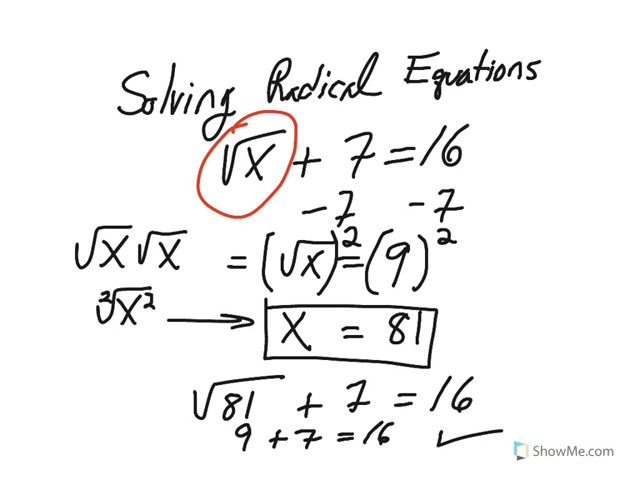 Solving Radical Equations
√x + 7 = 16
-7 -7
√x √x = (√x)² = (9)²
³√x² → x = 81
√81 + 7 = 16
9 + 7 = 16 ✓
ShowMe.com